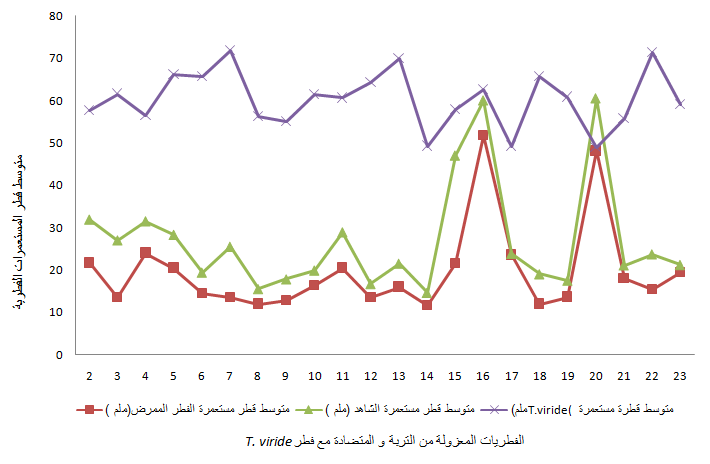 80
70
60
50
40
30
20
10
0
متوسط قطر المستعمرات الفطرية
2 3 4 5 6 7 8 9 10 11 12 13 14 15 16 17 18 19 20 21 22 23
متوسط قطر مستعمرة الفطر الممرض(ملم )
متوسط قطر مستعمرة الشاهد (ملم )
متوسط قطرة مستعمرة T.viride( ملم)
الفطريات المعزولة من التربة و المتضادة مع فطر T. viride